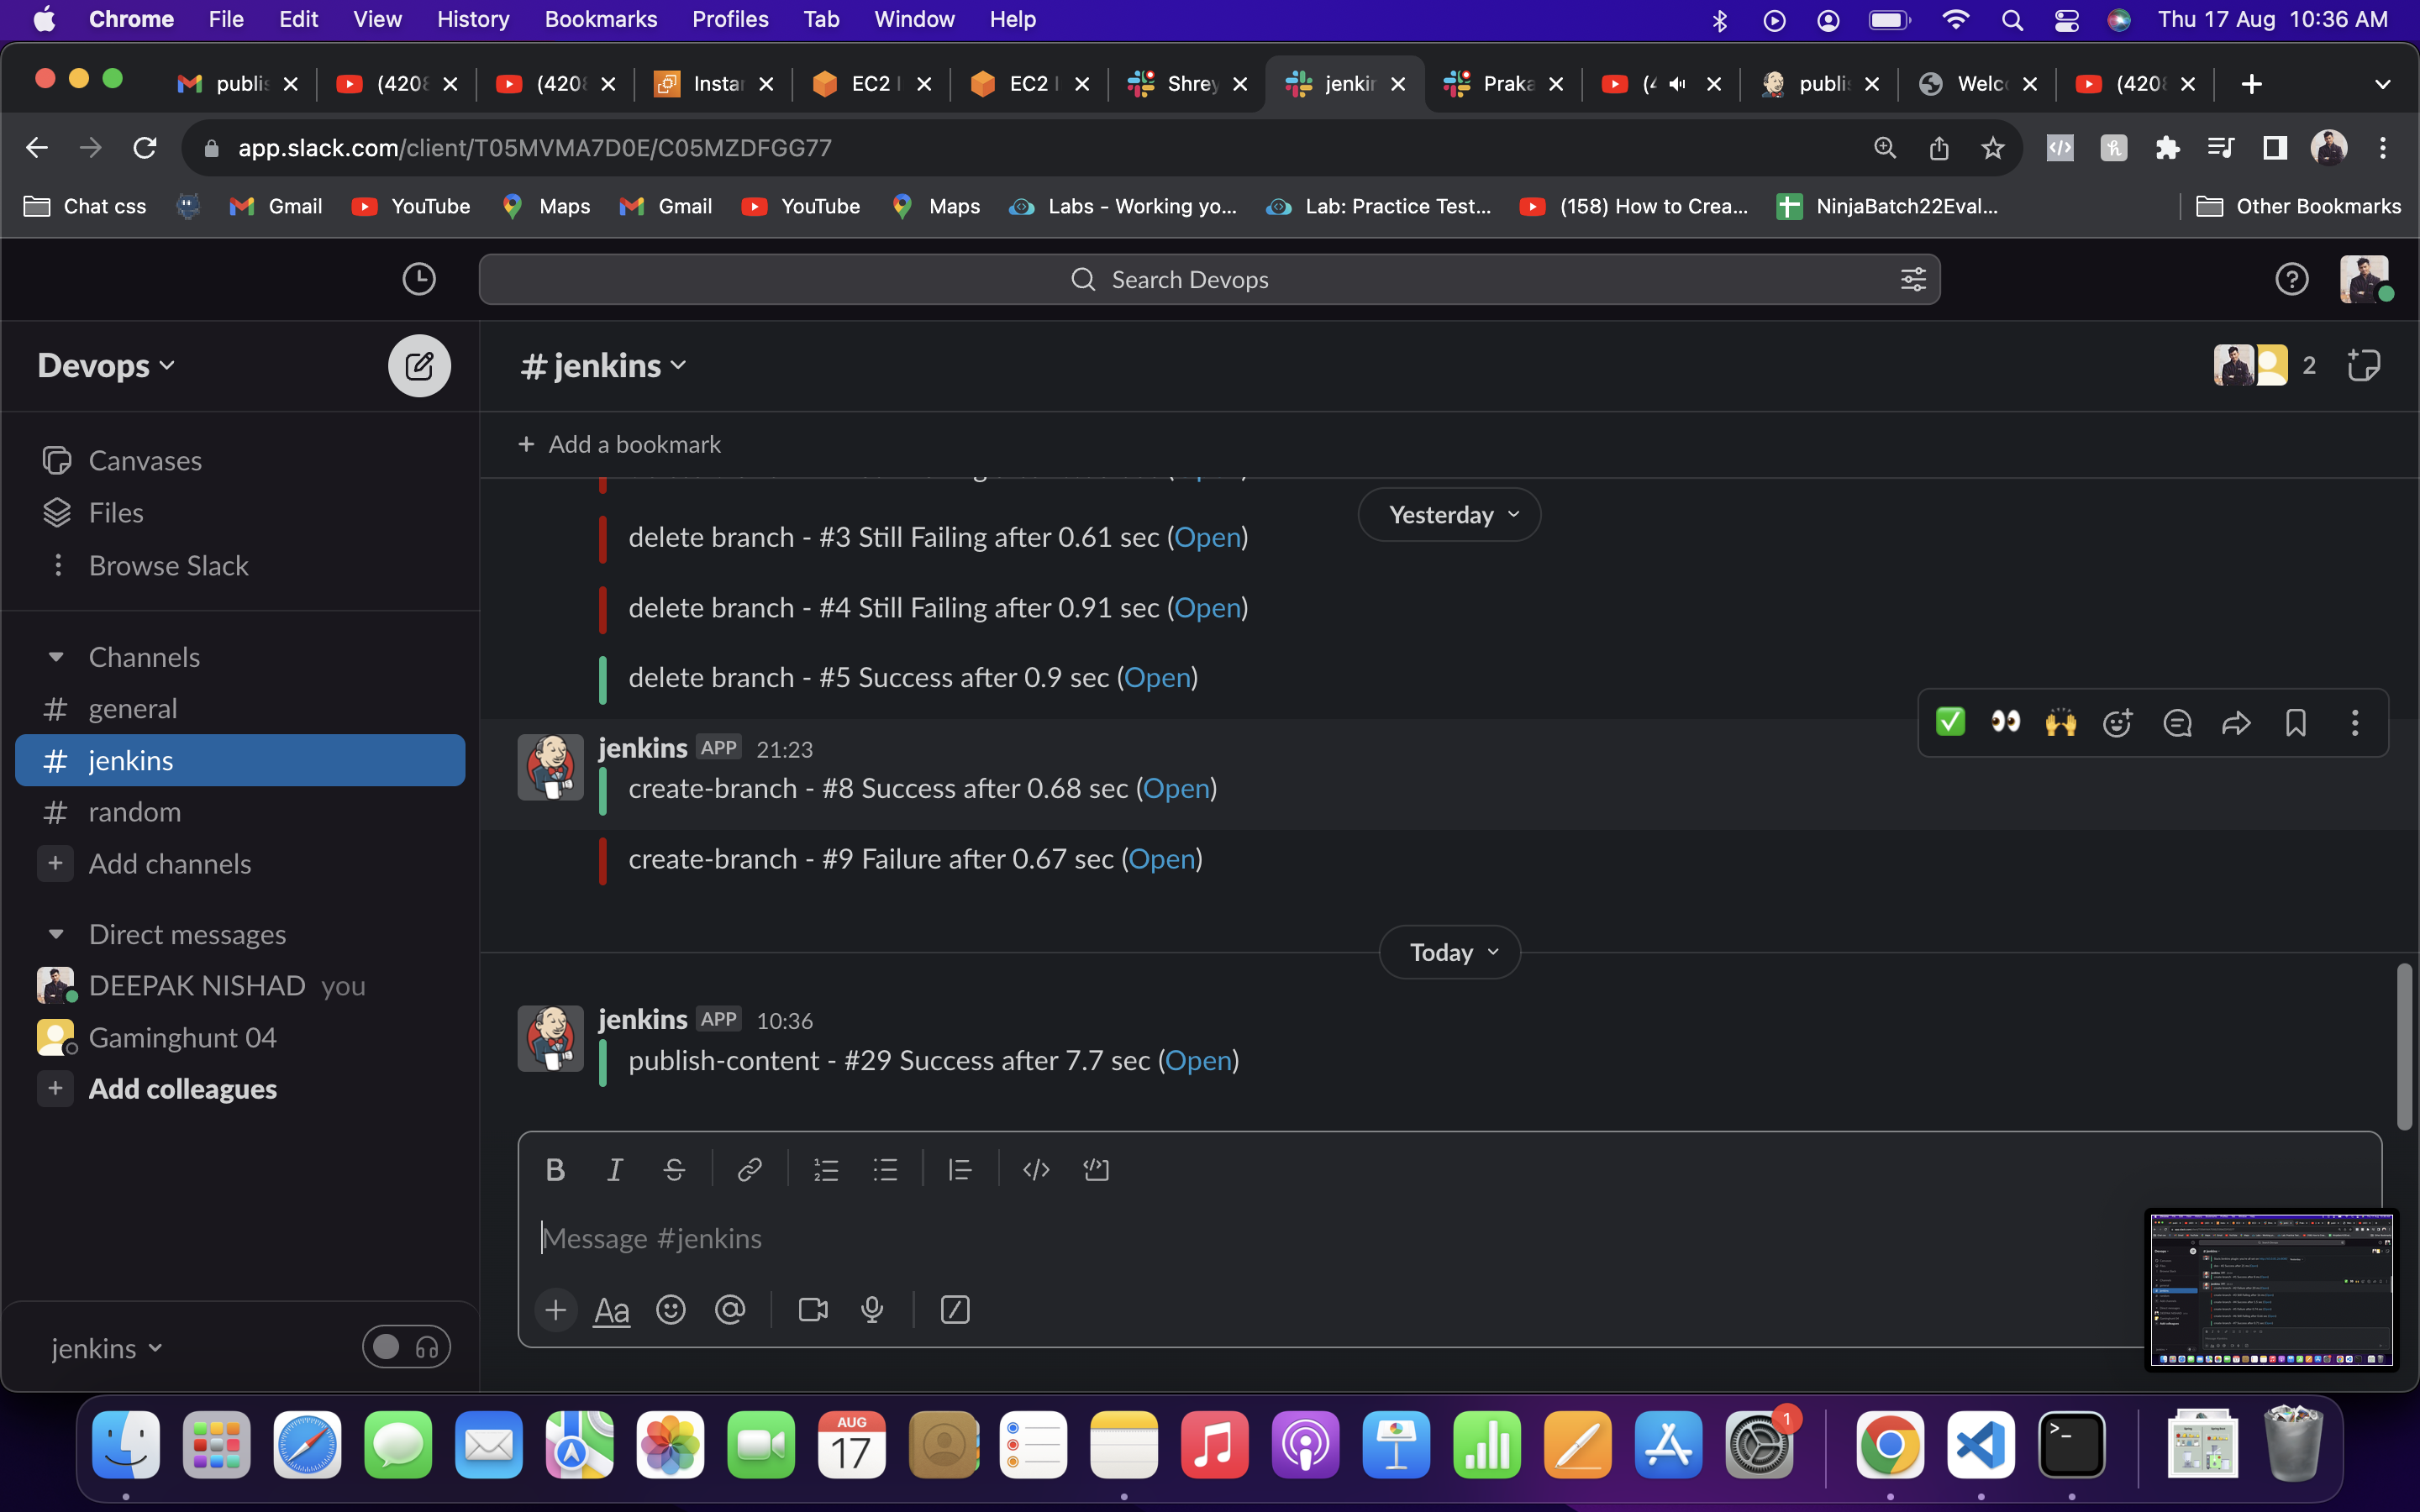 Chrome File Edit View History Bookmarks Profiles Tab Window Help Thu 17 Aug 10:36 AM
publis (420 (420 Instan EC2 I EC2 I Shrey jenkin Praka publis Welc (420
app.slack.com/client/T05MVMA7D0E/C05MZDFGG77
Chat css Gmail YouTube Maps Gmail YouTube Maps Labs - Working yo... Lab: Practice Test... (158) How to Crea... NinjaBatch22Eval... Other Bookmarks
Search Devops
Devops
# jenkins
2
+ Add a bookmark
Canvases
Files
Browse Slack
Channels
# general
# jenkins
# random
+ Add channels
Direct messages
DEEPAK NISHAD you
Gaminghunt 04
+ Add colleagues
jenkins
Yesterday
delete branch - #3 Still Failing after 0.61 sec (Open)
delete branch - #4 Still Failing after 0.91 sec (Open)
delete branch - #5 Success after 0.9 sec (Open)
jenkins APP 21:23
create-branch - #8 Success after 0.68 sec (Open)
create-branch - #9 Failure after 0.67 sec (Open)
Today
jenkins APP 10:36
publish-content - #29 Success after 7.7 sec (Open)
B I S
Message #jenkins
+ Aa @
AUG
17
1